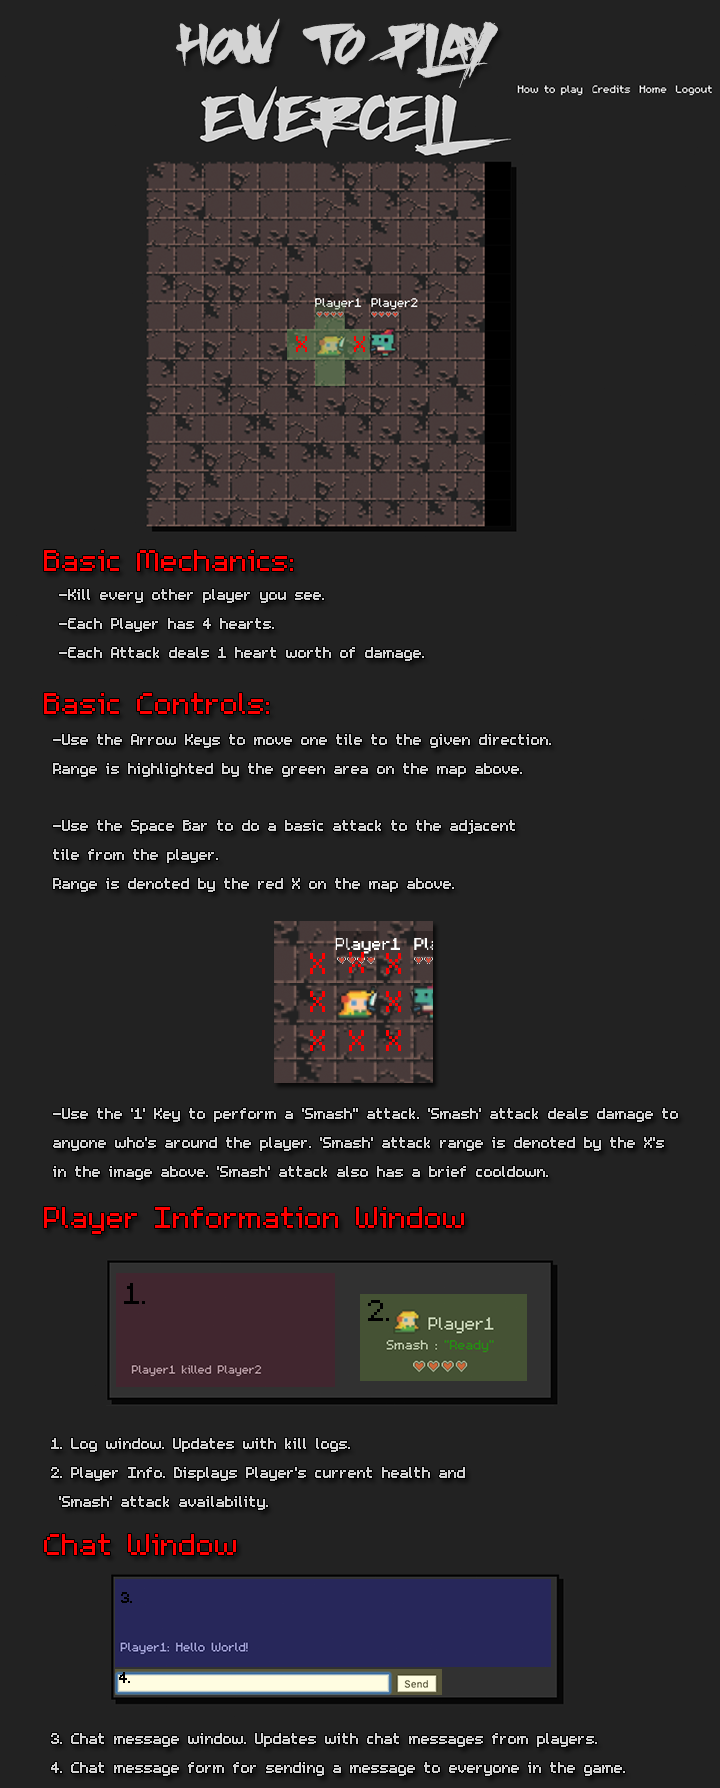 HOW TO PLAY
EVERCELL
How to play Credits Home Logout
Player1 Player2
X X
Basic Mechanics:
-Kill every other player you see.
-Each Player has 4 hearts.
-Each Attack deals 1 heart worth of damage.
Basic Controls:
-Use the Arrow Keys to move one tile to the given direction.
Range is highlighted by the green area on the map above.
-Use the Space Bar to do a basic attack to the adjacent
tile from the player.
Range is denoted by the red X on the map above.
Player1 Pla
X X X
X X
X X X
-Use the '1' Key to perform a 'Smash" attack. 'Smash' attack deals damage to
anyone who's around the player. 'Smash' attack range is denoted by the X's
in the image above. 'Smash' attack also has a brief cooldown.
Player Information Window
1.
Player1 killed Player2
2. Player1
Smash : "Ready"
1. Log window. Updates with kill logs.
2. Player Info. Displays Player's current health and
'Smash' attack availability.
Chat Window
3.
Player1: Hello World!
4.
Send
3. Chat message window. Updates with chat messages from players.
4. Chat message form for sending a message to everyone in the game.